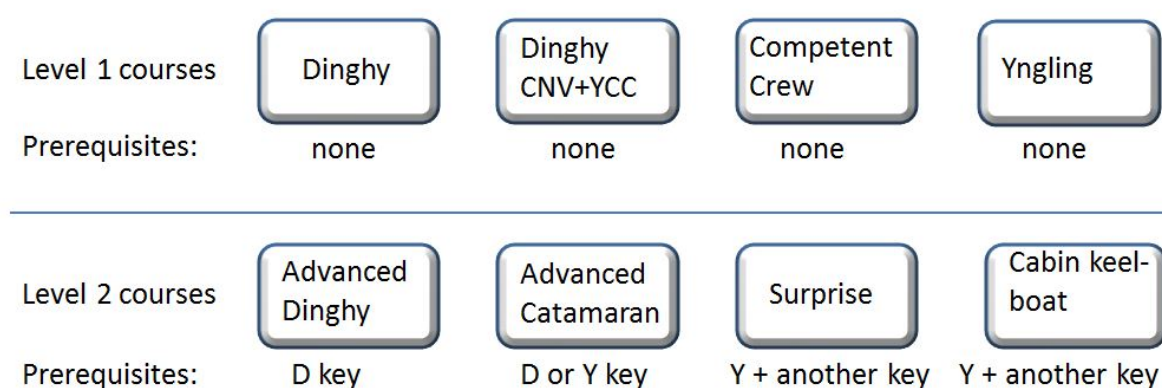 Level 1 courses
Dinghy
Dinghy
CNV+YCC
Competent
Crew
Yngling
Prerequisites:
none
none
none
none
Level 2 courses
Advanced
Dinghy
Advanced
Catamaran
Surprise
Cabin keel-
boat
Prerequisites:
D key
D or Y key
Y + another key
Y + another key